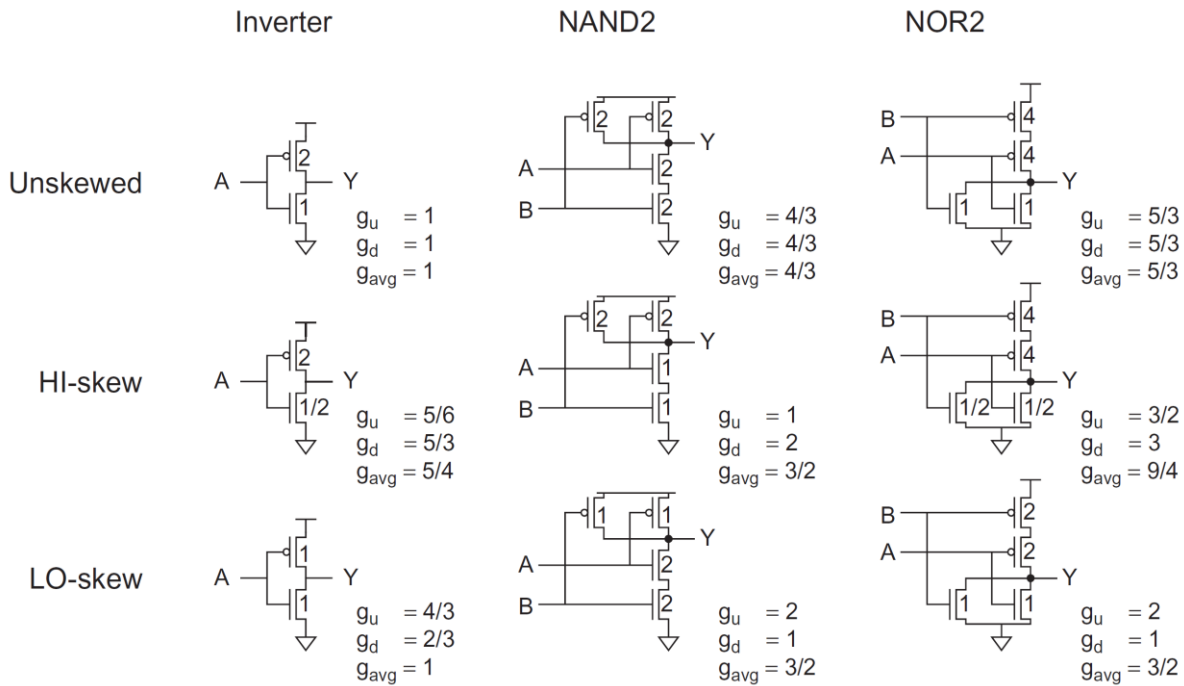 Inverter NAND2 NOR2
Unskewed
A 2 1 Y
g_u = 1
g_d = 1
g_avg = 1
2 2
A 2 Y
B 2
g_u = 4/3
g_d = 4/3
g_avg = 4/3
B 4
A 4
1 1 Y
g_u = 5/3
g_d = 5/3
g_avg = 5/3
HI-skew
A 2 1/2 Y
g_u = 5/6
g_d = 5/3
g_avg = 5/4
2 2
A 1 Y
B 1
g_u = 1
g_d = 2
g_avg = 3/2
B 4
A 4
1/2 1/2 Y
g_u = 3/2
g_d = 3
g_avg = 9/4
LO-skew
A 1 1 Y
g_u = 4/3
g_d = 2/3
g_avg = 1
1 1
A 2 Y
B 2
g_u = 2
g_d = 1
g_avg = 3/2
B 2
A 2
1 1 Y
g_u = 2
g_d = 1
g_avg = 3/2